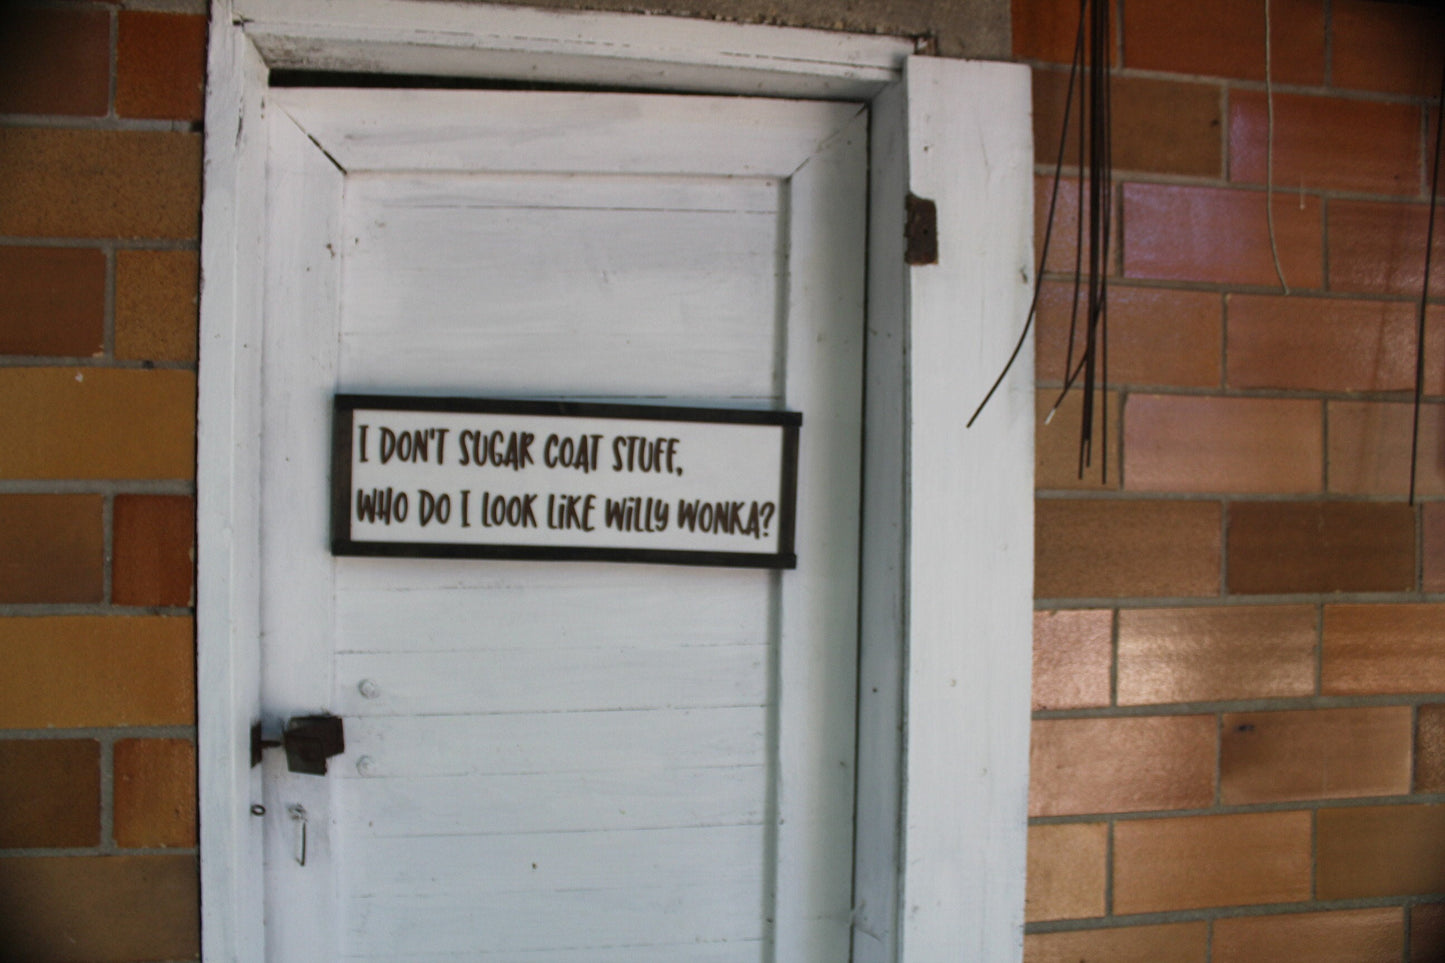 I DON'T SUGAR COAT STUFF,
WHO DO I LOOK LIKE WILLY WONKA?